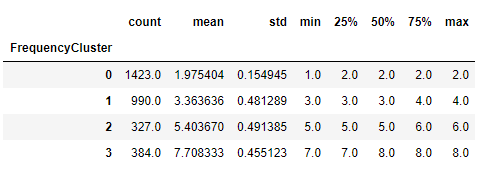 count mean std min 25% 50% 75% max
FrequencyCluster
0 1423.0 1.975404 0.154945 1.0 2.0 2.0 2.0 2.0
1 990.0 3.363636 0.481289 3.0 3.0 3.0 4.0 4.0
2 327.0 5.403670 0.491385 5.0 5.0 5.0 6.0 6.0
3 384.0 7.708333 0.455123 7.0 7.0 8.0 8.0 8.0